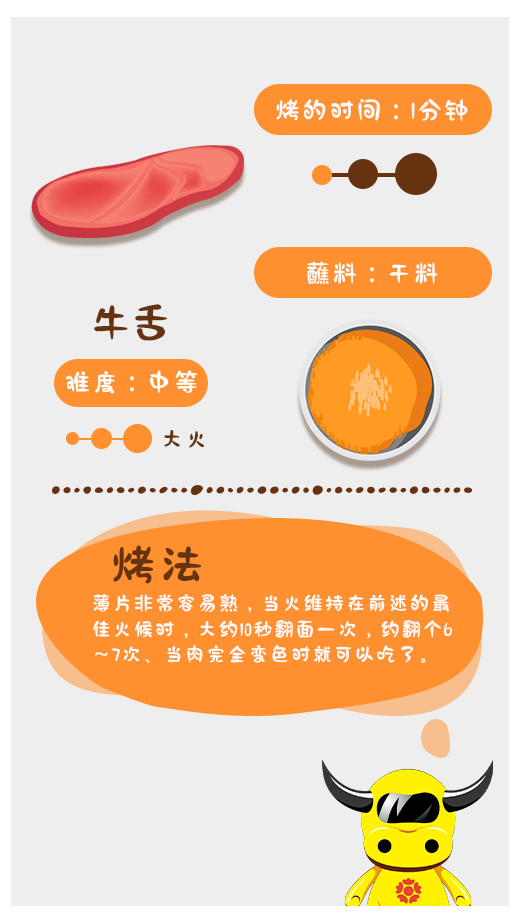 烤的时间：1分钟
蘸料：干料
牛舌
难度：中等
大火
烤法
薄片非常容易熟，当火维持在前述的最
佳火候时，大约10秒翻面一次，约翻个6
~7次、当肉完全变色时就可以吃了。